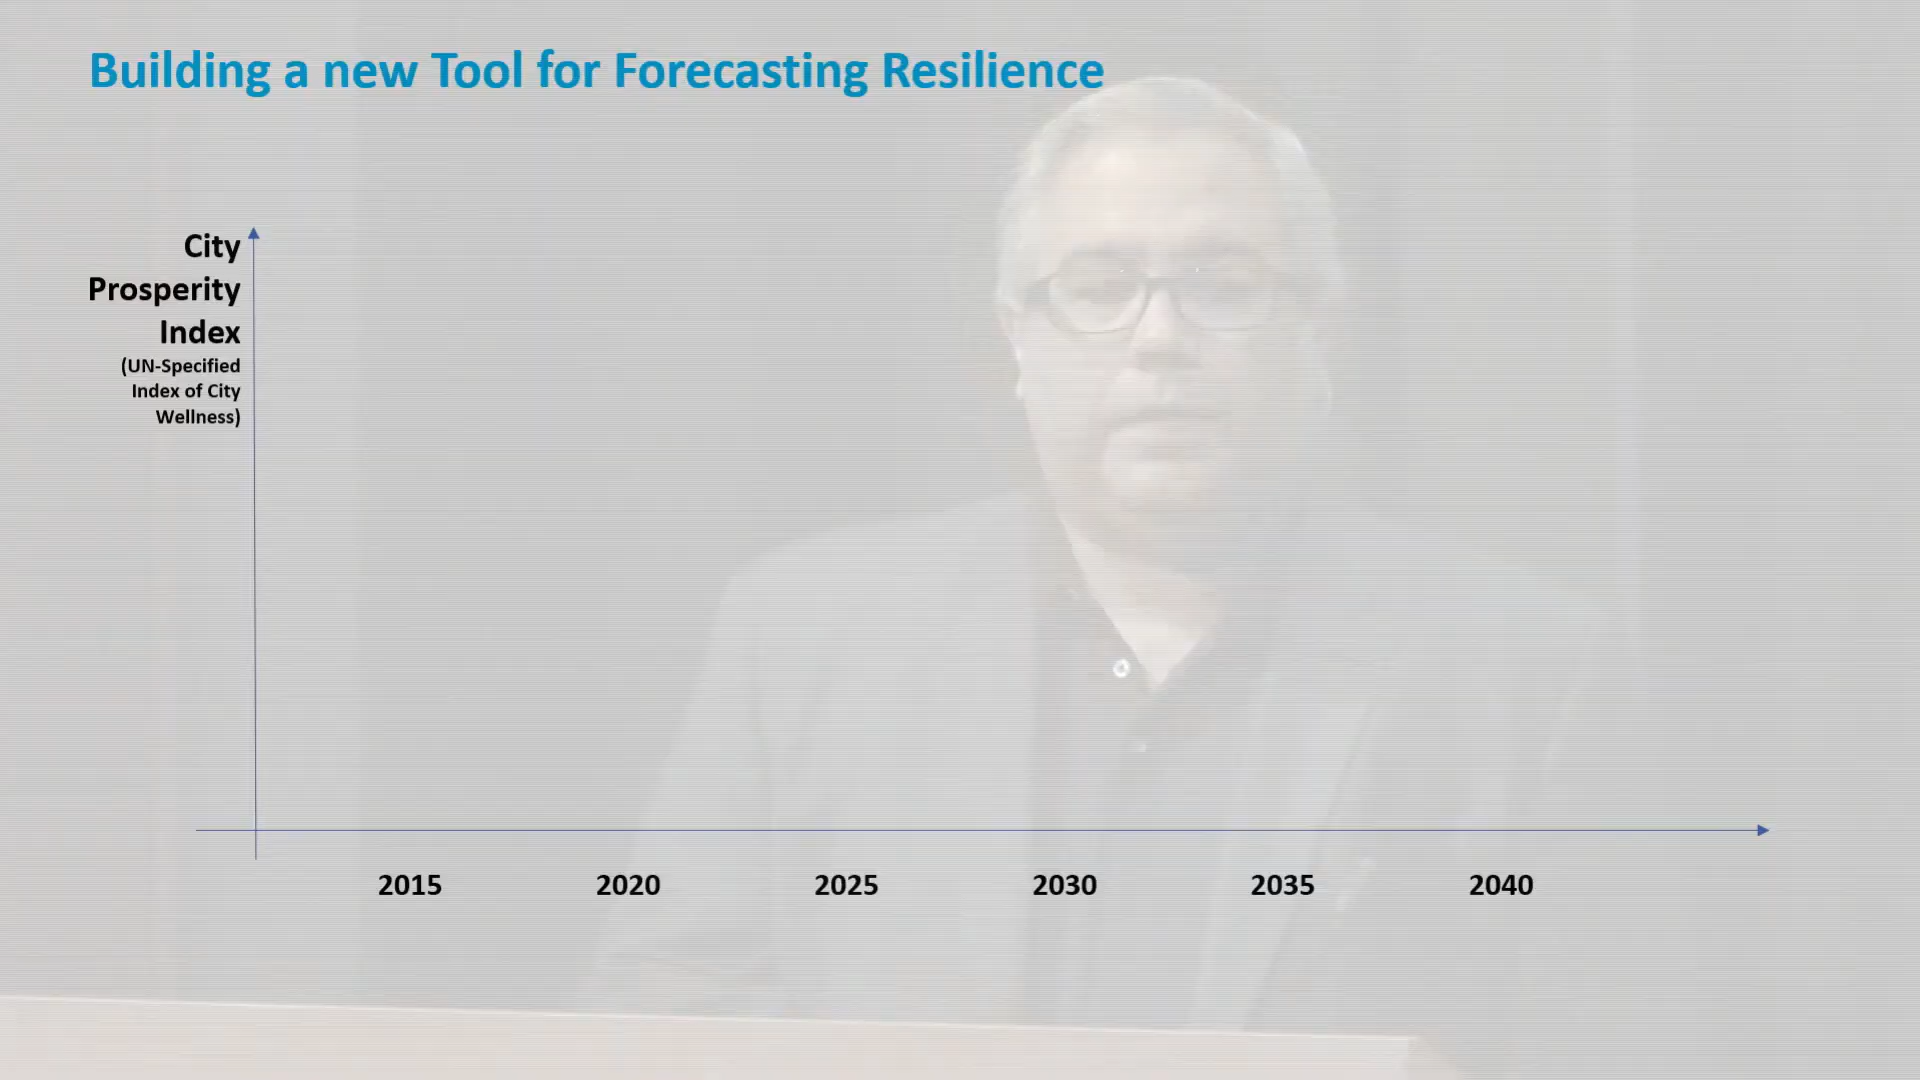 Building a new Tool for Forecasting Resilience
City
Prosperity
Index
(UN-Specified
Index of City
Wellness)
2015 2020 2025 2030 2035 2040